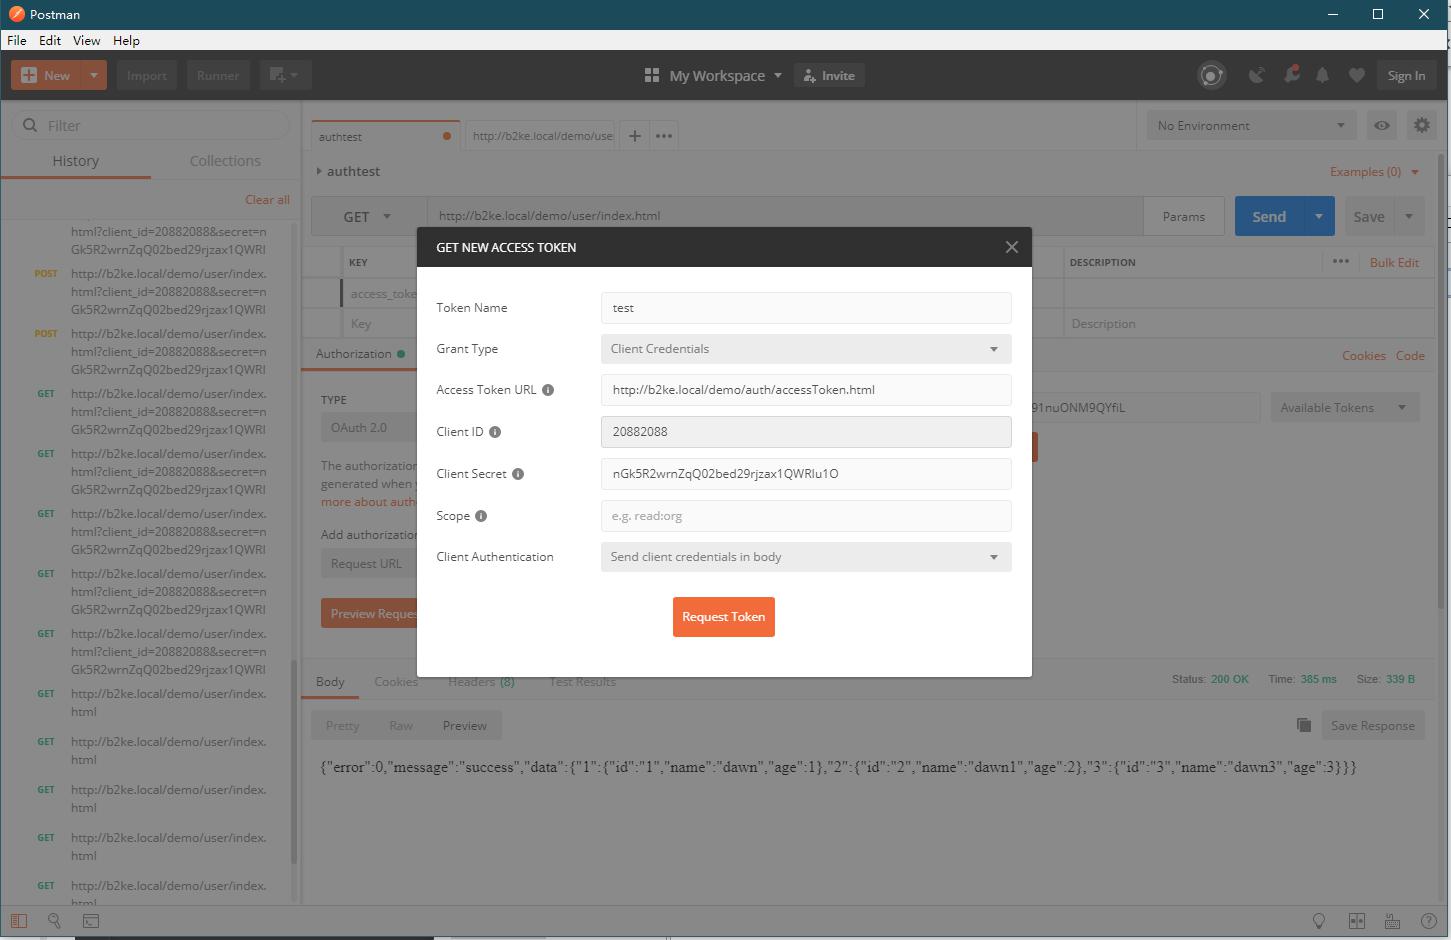 Postman
File Edit View Help
New Import Runner My Workspace Invite Sign In
Filter
History Collections
Clear all
html?client_id=20882088&secret=n
Gk5R2wrnZqQ02bed29rjzax1QWRI
POST http://b2ke.local/demo/user/index.
html?client_id=20882088&secret=n
Gk5R2wrnZqQ02bed29rjzax1QWRI
POST http://b2ke.local/demo/user/index.
html?client_id=20882088&secret=n
Gk5R2wrnZqQ02bed29rjzax1QWRI
GET http://b2ke.local/demo/user/index.
html?client_id=20882088&secret=n
Gk5R2wrnZqQ02bed29rjzax1QWRI
GET http://b2ke.local/demo/user/index.
html?client_id=20882088&secret=n
Gk5R2wrnZqQ02bed29rjzax1QWRI
GET http://b2ke.local/demo/user/index.
html?client_id=20882088&secret=n
Gk5R2wrnZqQ02bed29rjzax1QWRI
GET http://b2ke.local/demo/user/index.
html?client_id=20882088&secret=n
Gk5R2wrnZqQ02bed29rjzax1QWRI
GET http://b2ke.local/demo/user/index.
html?client_id=20882088&secret=n
Gk5R2wrnZqQ02bed29rjzax1QWRI
GET http://b2ke.local/demo/user/index.
html
GET http://b2ke.local/demo/user/index.
html
GET http://b2ke.local/demo/user/index.
html
GET http://b2ke.local/demo/user/index.
html
GET http://b2ke.local/demo/user/index.
html
authtest http://b2ke.local/demo/use No Environment
authtest Examples (0)
GET http://b2ke.local/demo/user/index.html Params Send Save
KEY DESCRIPTION Bulk Edit
access_toke
Key Description
Authorization Cookies Code
TYPE
OAuth 2.0 91nuONM9QYfiL Available Tokens
The authorization
generated when y
more about auth
Add authorization
Request URL
Preview Reques
GET NEW ACCESS TOKEN
Token Name test
Grant Type Client Credentials
Access Token URL http://b2ke.local/demo/auth/accessToken.html
Client ID 20882088
Client Secret nGk5R2wrnZqQ02bed29rjzax1QWRIu1O
Scope e.g. read:org
Client Authentication Send client credentials in body
Request Token
Body Cookies Headers (8) Test Results Status: 200 OK Time: 385 ms Size: 339 B
Pretty Raw Preview Save Response
{"error":0,"message":"success","data":{"1":{"id":"1","name":"dawn","age":1},"2":{"id":"2","name":"dawn1","age":2},"3":{"id":"3","name":"dawn3","age":3}}}